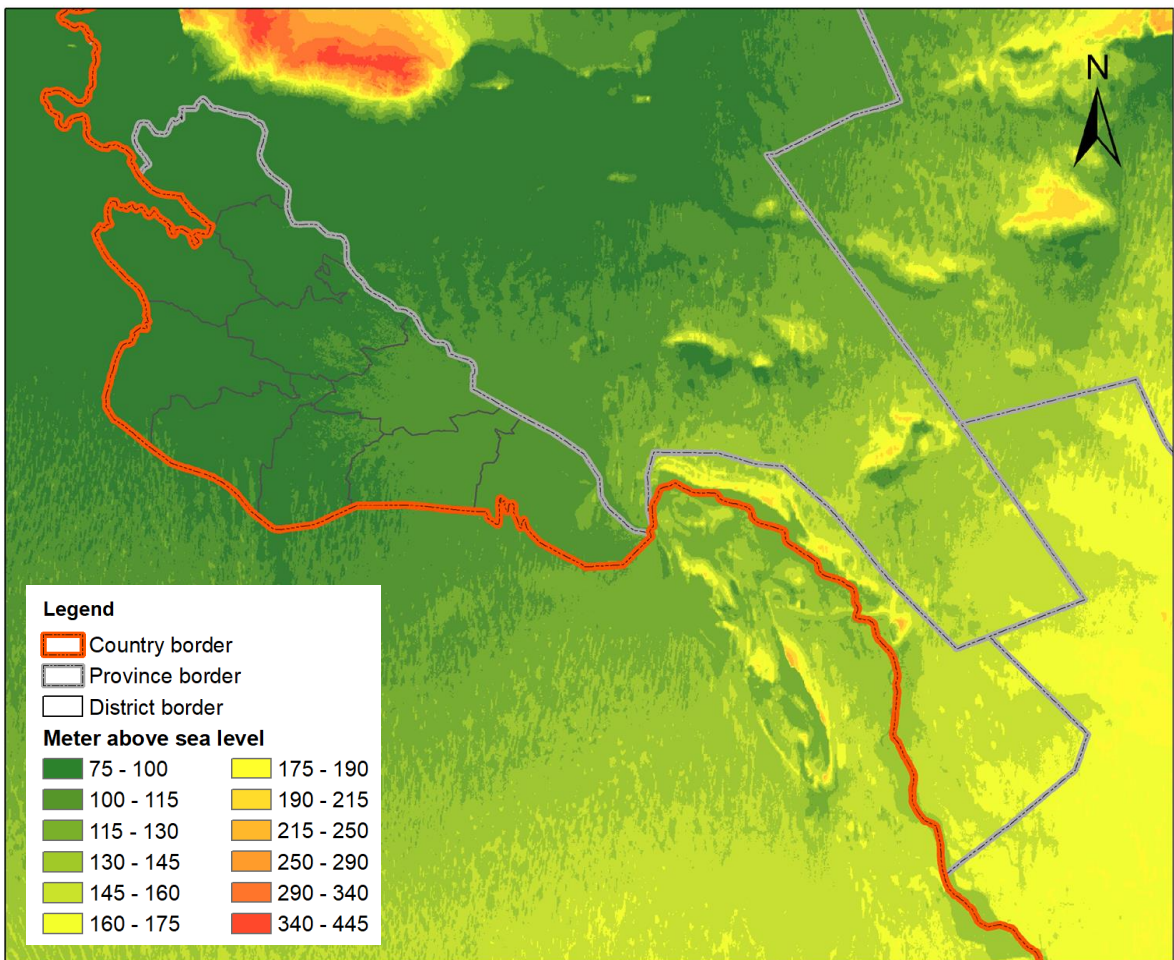 N
Legend
Country border
Province border
District border
Meter above sea level
75 - 100
100 - 115
115 - 130
130 - 145
145 - 160
160 - 175
175 - 190
190 - 215
215 - 250
250 - 290
290 - 340
340 - 445